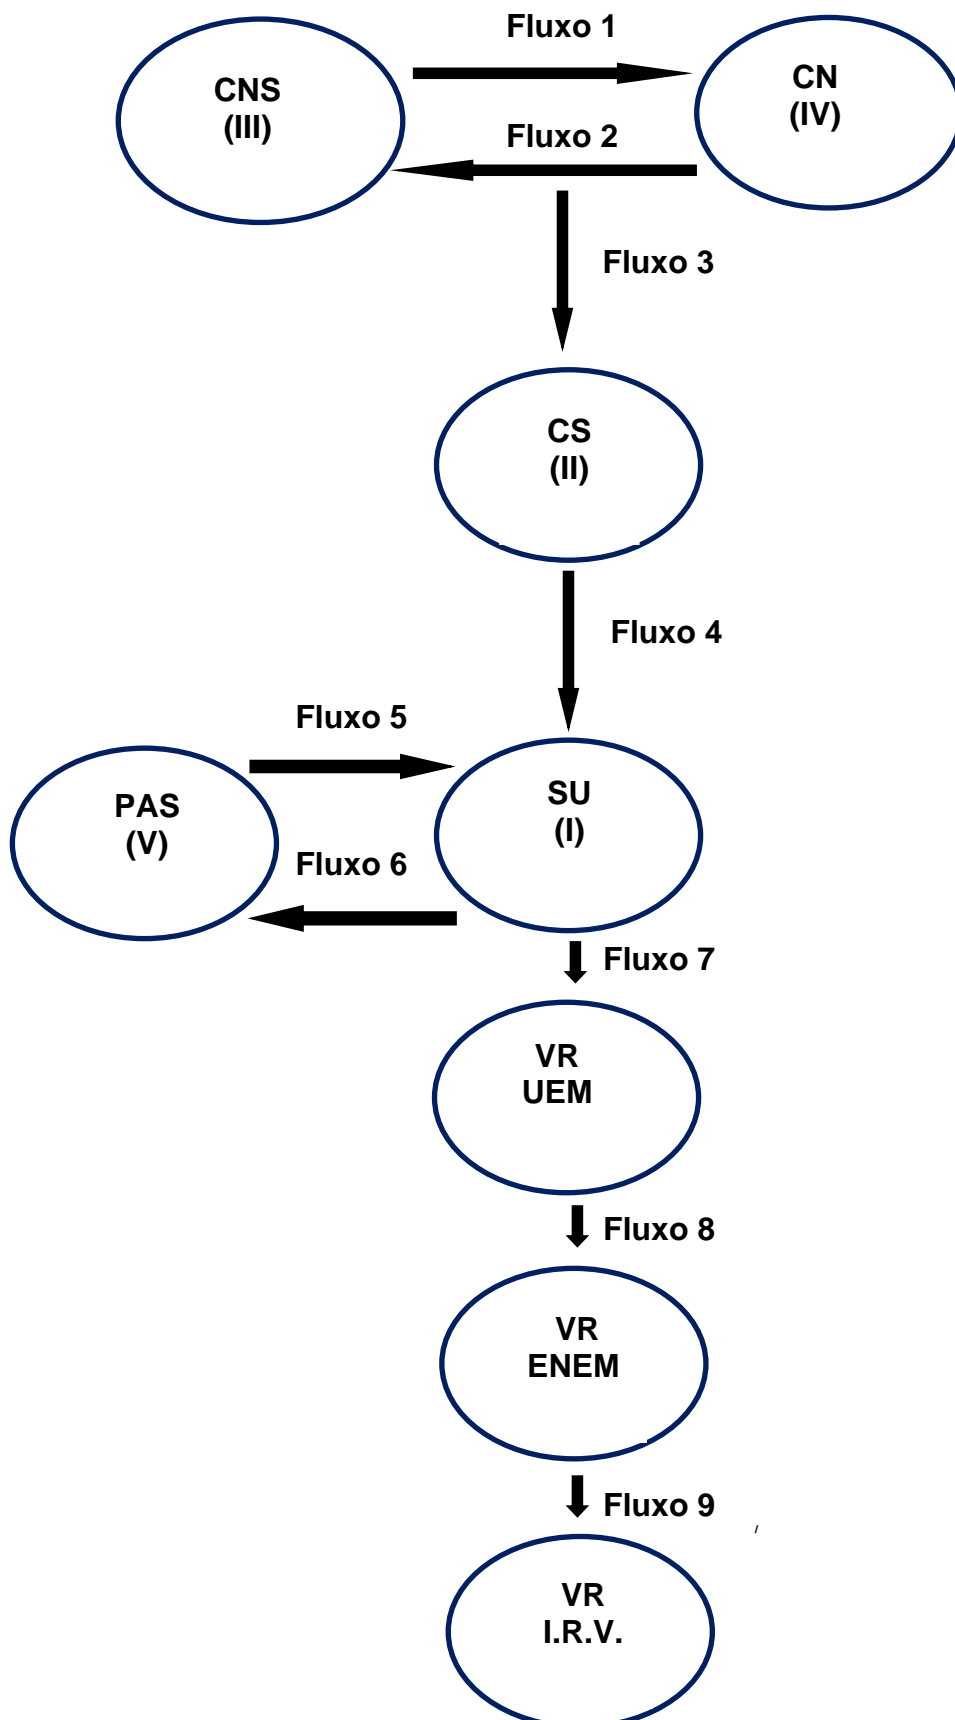 Fluxo 1
CNS
(III)
CN
(IV)
Fluxo 2
Fluxo 3
CS
(II)
Fluxo 4
Fluxo 5
PAS
(V)
SU
(I)
Fluxo 6
Fluxo 7
VR
UEM
Fluxo 8
VR
ENEM
Fluxo 9
VR
I.R.V.